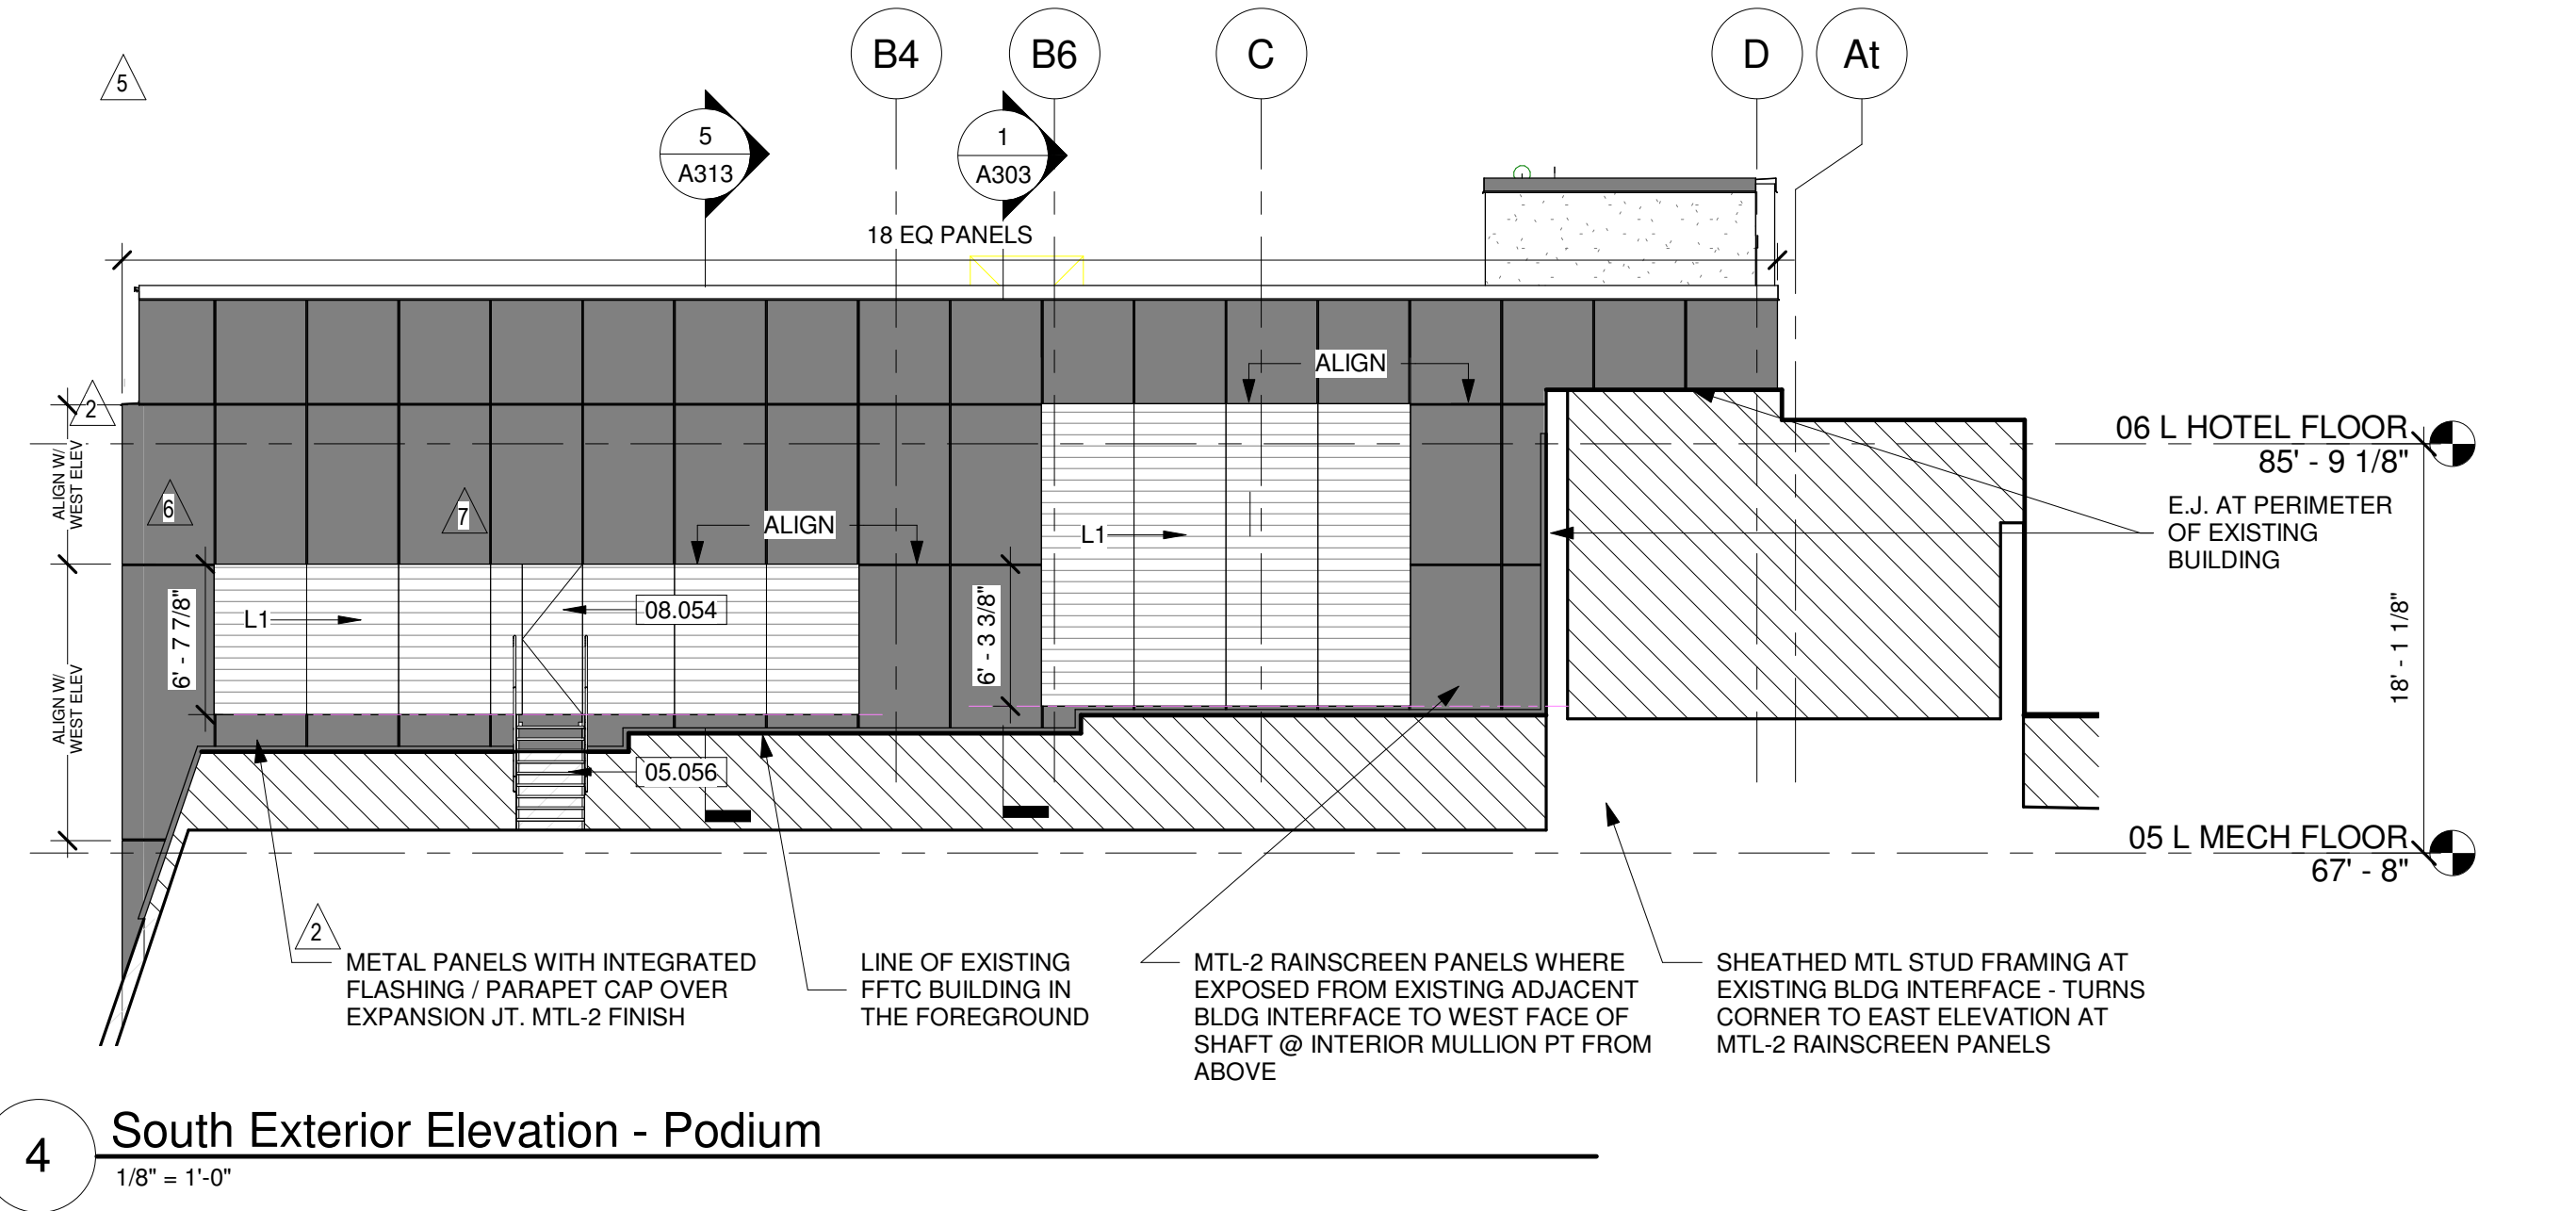 B4
B6
C
D
At
5
5
A313
1
A303
18 EQ PANELS
ALIGN
2
ALIGN W/
WEST ELEV
06 L HOTEL FLOOR
85' - 9 1/8"
6
7
ALIGN
L1
E.J. AT PERIMETER
OF EXISTING
BUILDING
6' - 7 7/8"
L1
08.054
6' - 3 3/8"
18' - 1 1/8"
ALIGN W/
WEST ELEV
05.056
05 L MECH FLOOR
67' - 8"
2
METAL PANELS WITH INTEGRATED
FLASHING / PARAPET CAP OVER
EXPANSION JT. MTL-2 FINISH
LINE OF EXISTING
FFTC BUILDING IN
THE FOREGROUND
MTL-2 RAINSCREEN PANELS WHERE
EXPOSED FROM EXISTING ADJACENT
BLDG INTERFACE TO WEST FACE OF
SHAFT @ INTERIOR MULLION PT FROM
ABOVE
SHEATHED MTL STUD FRAMING AT
EXISTING BLDG INTERFACE - TURNS
CORNER TO EAST ELEVATION AT
MTL-2 RAINSCREEN PANELS
4
South Exterior Elevation - Podium
1/8" = 1'-0"